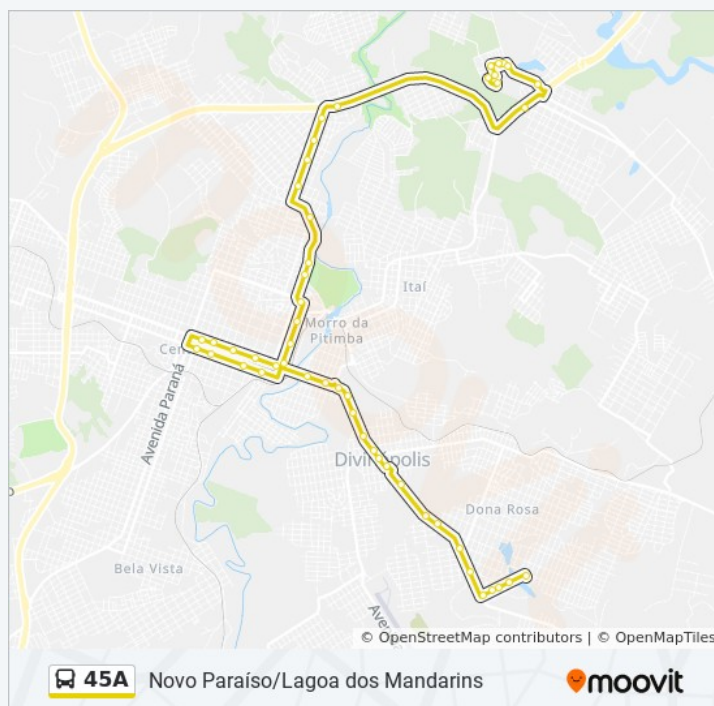 Itaí
Morro da
Pitimba
Cen
Avenida Paraná
Divinópolis
Dona Rosa
Bela Vista
Ave
© OpenStreetMap contributors | © OpenMapTiles
45A Novo Paraíso/Lagoa dos Mandarins moovit